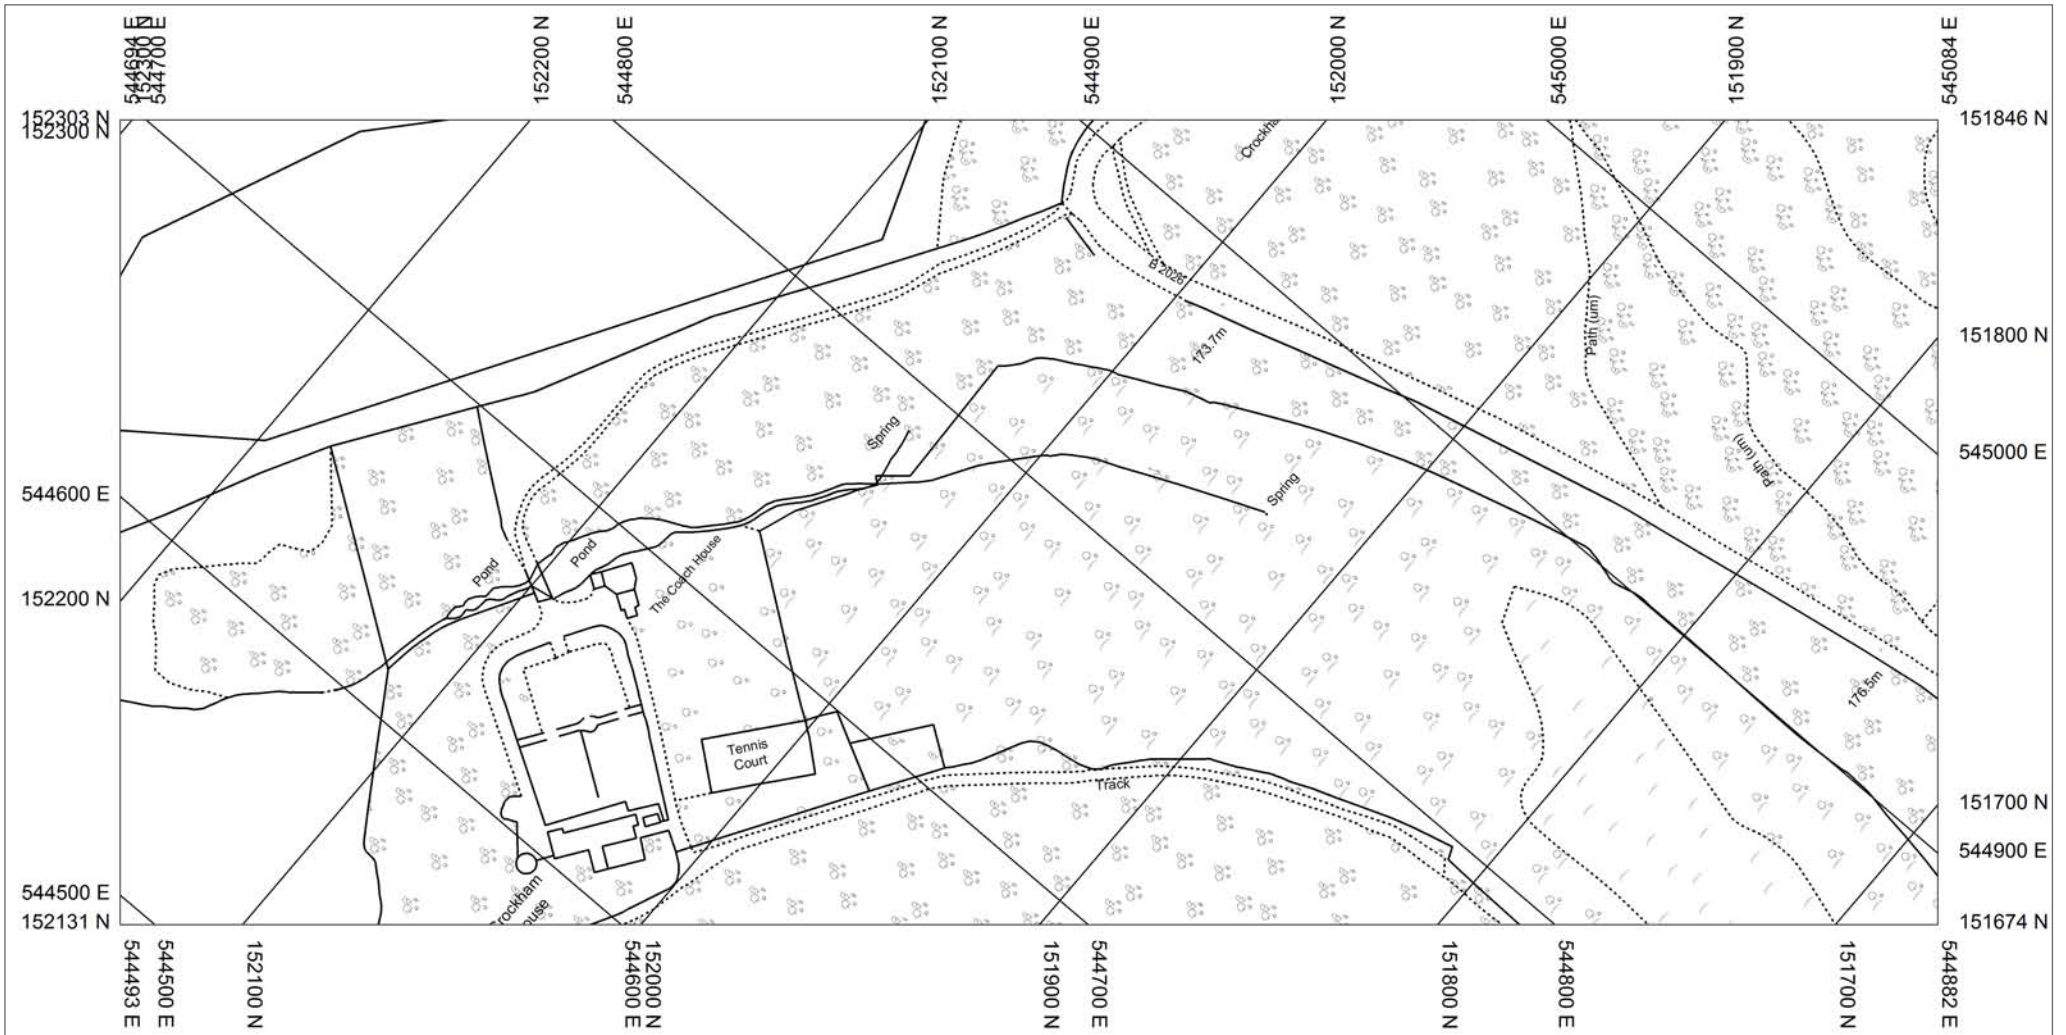 544694 E
152300 N
544700 E
152200 N
544800 E
152100 N
544900 E
152000 N
545000 E
151900 N
545084 E
152303 N
151846 N
152300 N
B 2026
173.7m
Path (um)
151800 N
Spring
Path (um)
545000 E
544600 E
Spring
Pond
Pond
The Coach House
152200 N
176.5m
Tennis
Court
Track
151700 N
544900 E
544500 E
152131 N
151674 N
544493 E
544500 E
152100 N
544600 E
152000 N
151900 N
544700 E
151800 N
544800 E
151700 N
544882 E